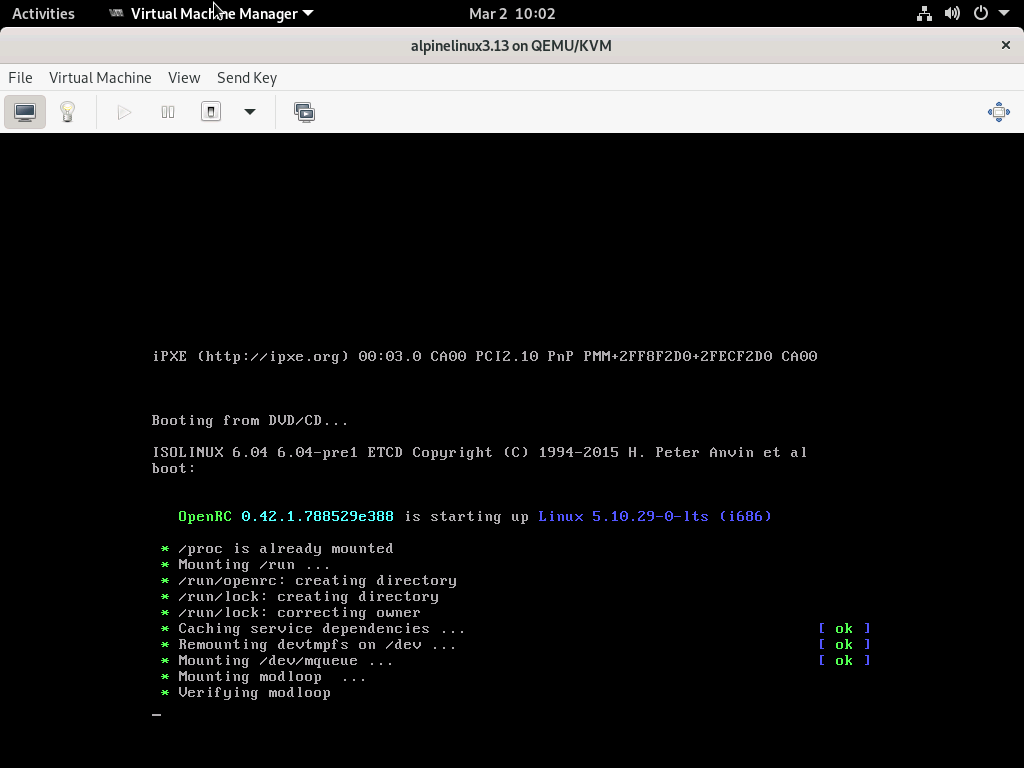 Activities Virtual Machine Manager Mar 2 10:02
alpinelinux3.13 on QEMU/KVM
File Virtual Machine View Send Key
iPXE (http://ipxe.org) 00:03.0 CA00 PCI2.10 PnP PMM+2FF8F2D0+2FECF2D0 CA00
Booting from DVD/CD...
ISOLINUX 6.04 6.04-pre1 ETCD Copyright (C) 1994-2015 H. Peter Anvin et al
boot:
OpenRC 0.42.1.788529e388 is starting up Linux 5.10.29-0-lts (i686)
* /proc is already mounted
* Mounting /run ...
* /run/openrc: creating directory
* /run/lock: creating directory
* /run/lock: correcting owner
* Caching service dependencies ... [ ok ]
* Remounting devtmpfs on /dev ... [ ok ]
* Mounting /dev/mqueue ... [ ok ]
* Mounting modloop ...
* Verifying modloop